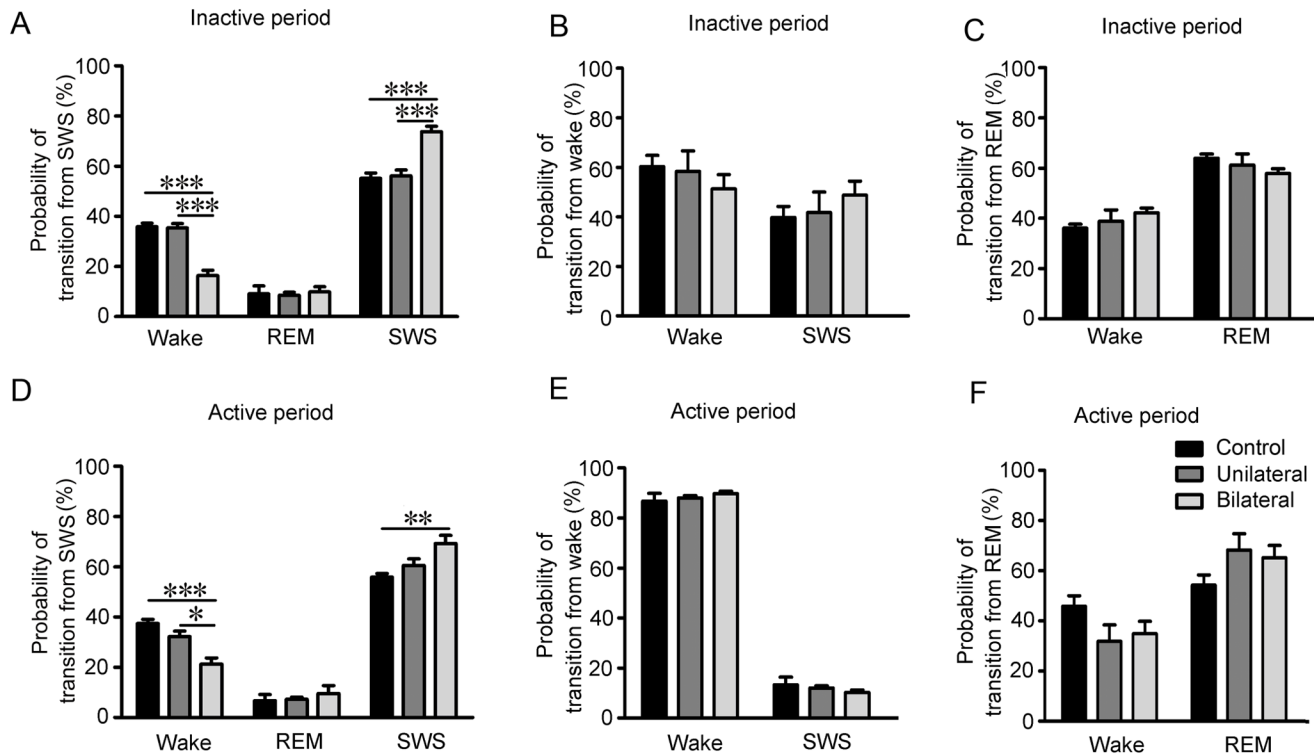 A
Inactive period
Probability of
transition from SWS (%)
100
80
60
40
20
0
***
***
***
***
Wake REM SWS
B
Inactive period
Probability of
transition from wake (%)
100
80
60
40
20
0
Wake SWS
C
Inactive period
Probability of
transition from REM (%)
100
80
60
40
20
0
Wake REM
D
Active period
Probability of
transition from SWS (%)
100
80
60
40
20
0
***
*
**
Wake REM SWS
E
Active period
Probability of
transition from wake (%)
100
80
60
40
20
0
Wake SWS
F
Active period
Control
Unilateral
Bilateral
Probability of
transition from REM (%)
100
80
60
40
20
0
Wake REM